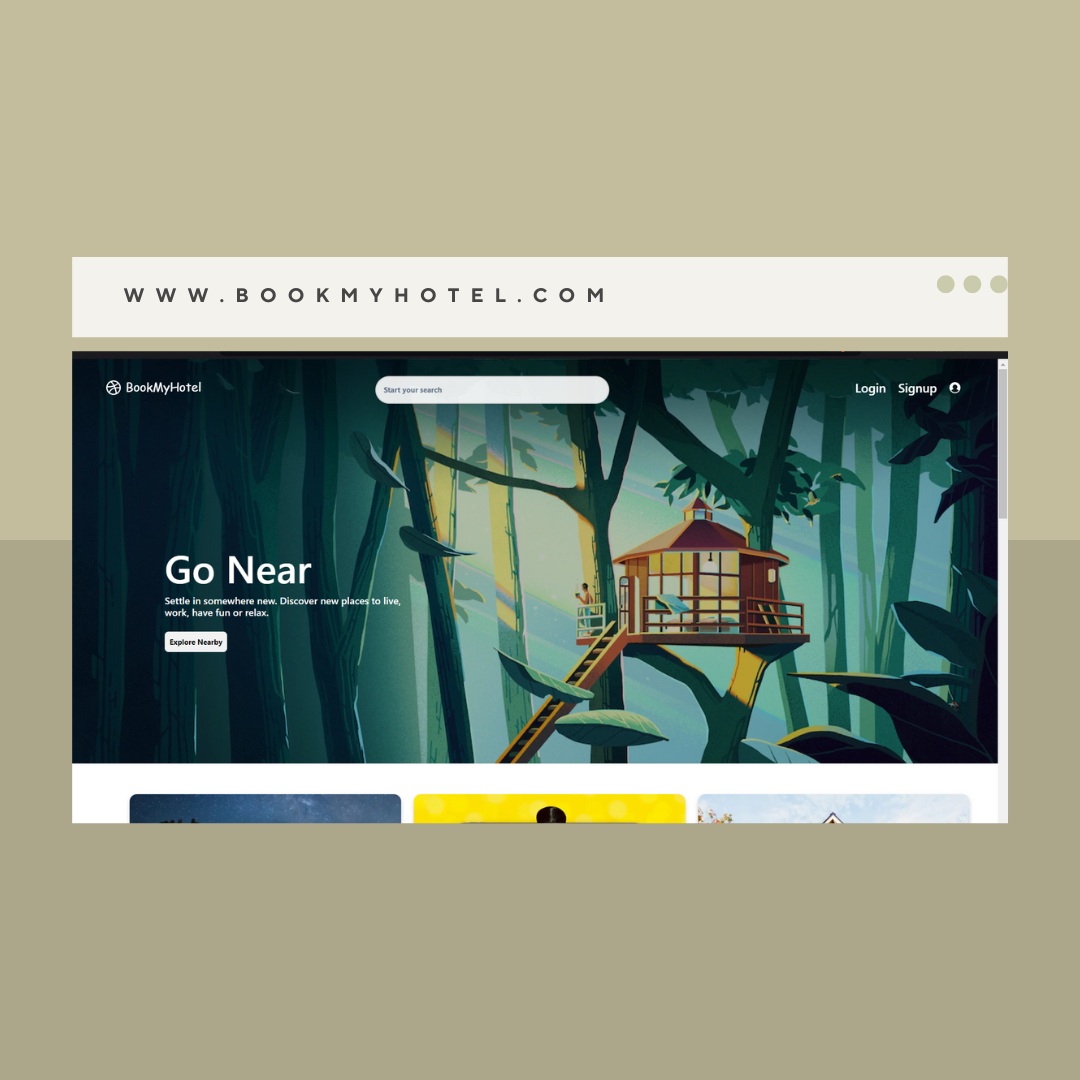 WWW.BOOKMYHOTEL.COM
BookMyHotel
Start your search
Login Signup
Go Near
Settle in somewhere new. Discover new places to live,
work, have fun or relax.
Explore Nearby